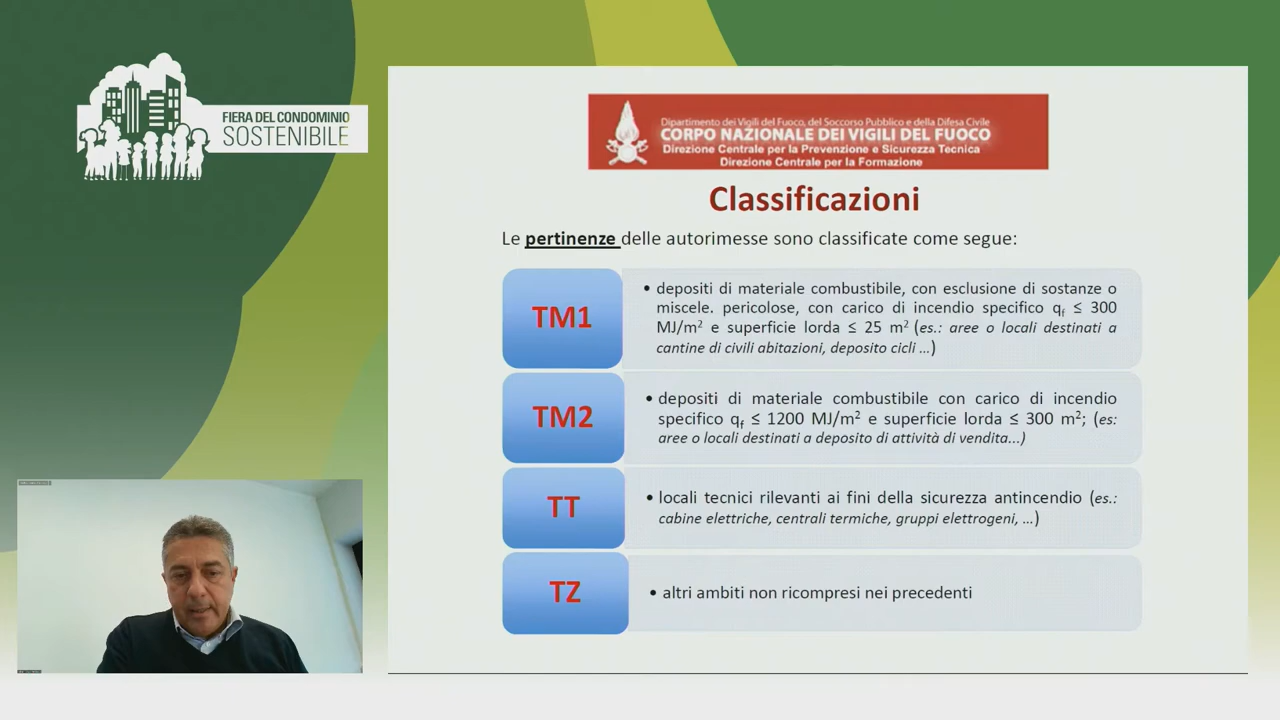 FIERA DEL CONDOMINIO
SOSTENIBILE
Dipartimento dei Vigili del Fuoco, del Soccorso Pubblico e della Difesa Civile
CORPO NAZIONALE DEI VIGILI DEL FUOCO
Direzione Centrale per la Prevenzione e Sicurezza Tecnica
Direzione Centrale per la Formazione
Classificazioni
Le pertinenze delle autorimesse sono classificate come segue:
TM1
• depositi di materiale combustibile, con esclusione di sostanze o
miscele. pericolose, con carico di incendio specifico qf ≤ 300
MJ/m² e superficie lorda ≤ 25 m² (es.: aree o locali destinati a
cantine di civili abitazioni, deposito cicli ...)
TM2
• depositi di materiale combustibile con carico di incendio
specifico qf ≤ 1200 MJ/m² e superficie lorda ≤ 300 m²; (es:
aree o locali destinati a deposito di attività di vendita...)
TT
• locali tecnici rilevanti ai fini della sicurezza antincendio (es.:
cabine elettriche, centrali termiche, gruppi elettrogeni, ...)
TZ
• altri ambiti non ricompresi nei precedenti